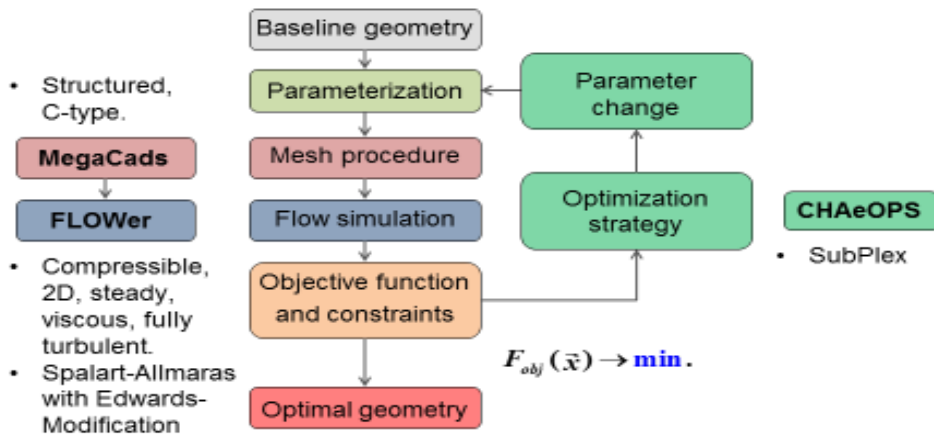 Baseline geometry
Parameterization
Mesh procedure
Flow simulation
Objective function
and constraints
Optimal geometry
Parameter
change
Optimization
strategy
• Structured,
C-type.
MegaCads
FLOWer
• Compressible,
2D, steady,
viscous, fully
turbulent.
• Spalart-Allmaras
with Edwards-
Modification
CHAeOPS
• SubPlex
F_obj (x⃗) → min.